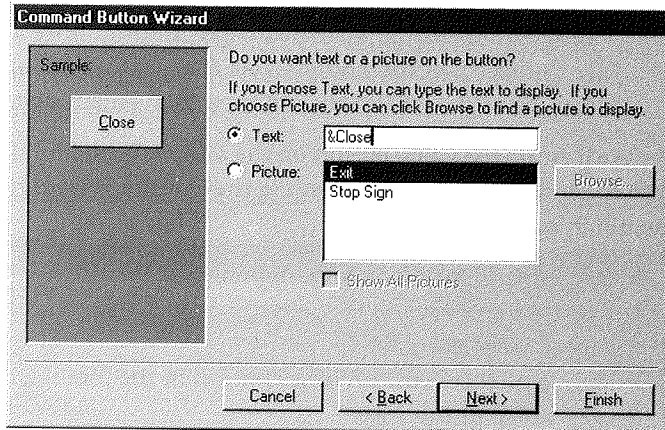 Command Button Wizard
Sample:
Close
Do you want text or a picture on the button?
If you choose Text, you can type the text to display. If you
choose Picture, you can click Browse to find a picture to display.
Text:
&Close
Picture:
Exit
Stop Sign
Browse...
Show All Pictures
Cancel
< Back
Next >
Finish